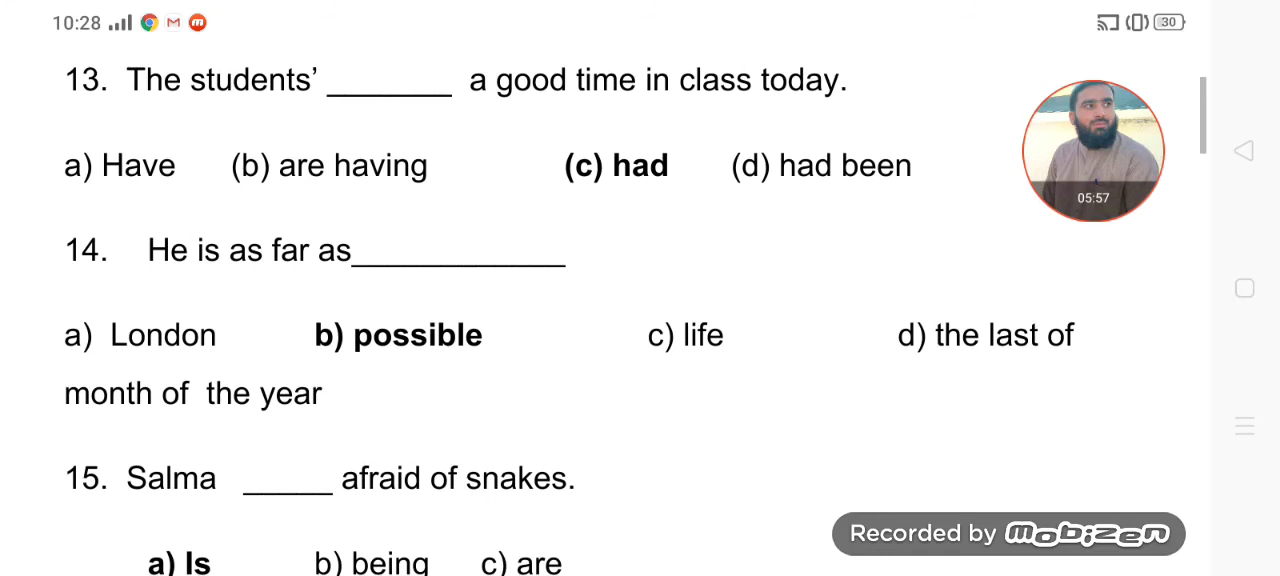 10:28 30
13. The students’ _______ a good time in class today.
a) Have (b) are having (c) had (d) had been
05:57
14. He is as far as____________
a) London b) possible c) life d) the last of
month of the year
15. Salma _____ afraid of snakes.
Recorded by mobizen
a) Is b) being c) are